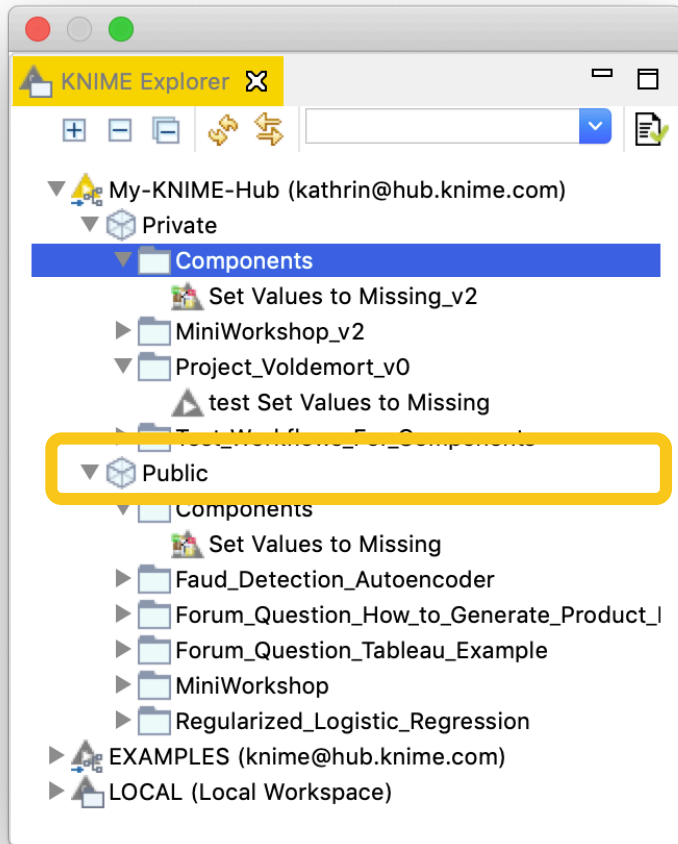 KNIME Explorer
My-KNIME-Hub (kathrin@hub.knime.com)
Private
Components
Set Values to Missing_v2
MiniWorkshop_v2
Project_Voldemort_v0
test Set Values to Missing
Test_Workflows_For_Components
Public
Components
Set Values to Missing
Faud_Detection_Autoencoder
Forum_Question_How_to_Generate_Product_
Forum_Question_Tableau_Example
MiniWorkshop
Regularized_Logistic_Regression
EXAMPLES (knime@hub.knime.com)
LOCAL (Local Workspace)